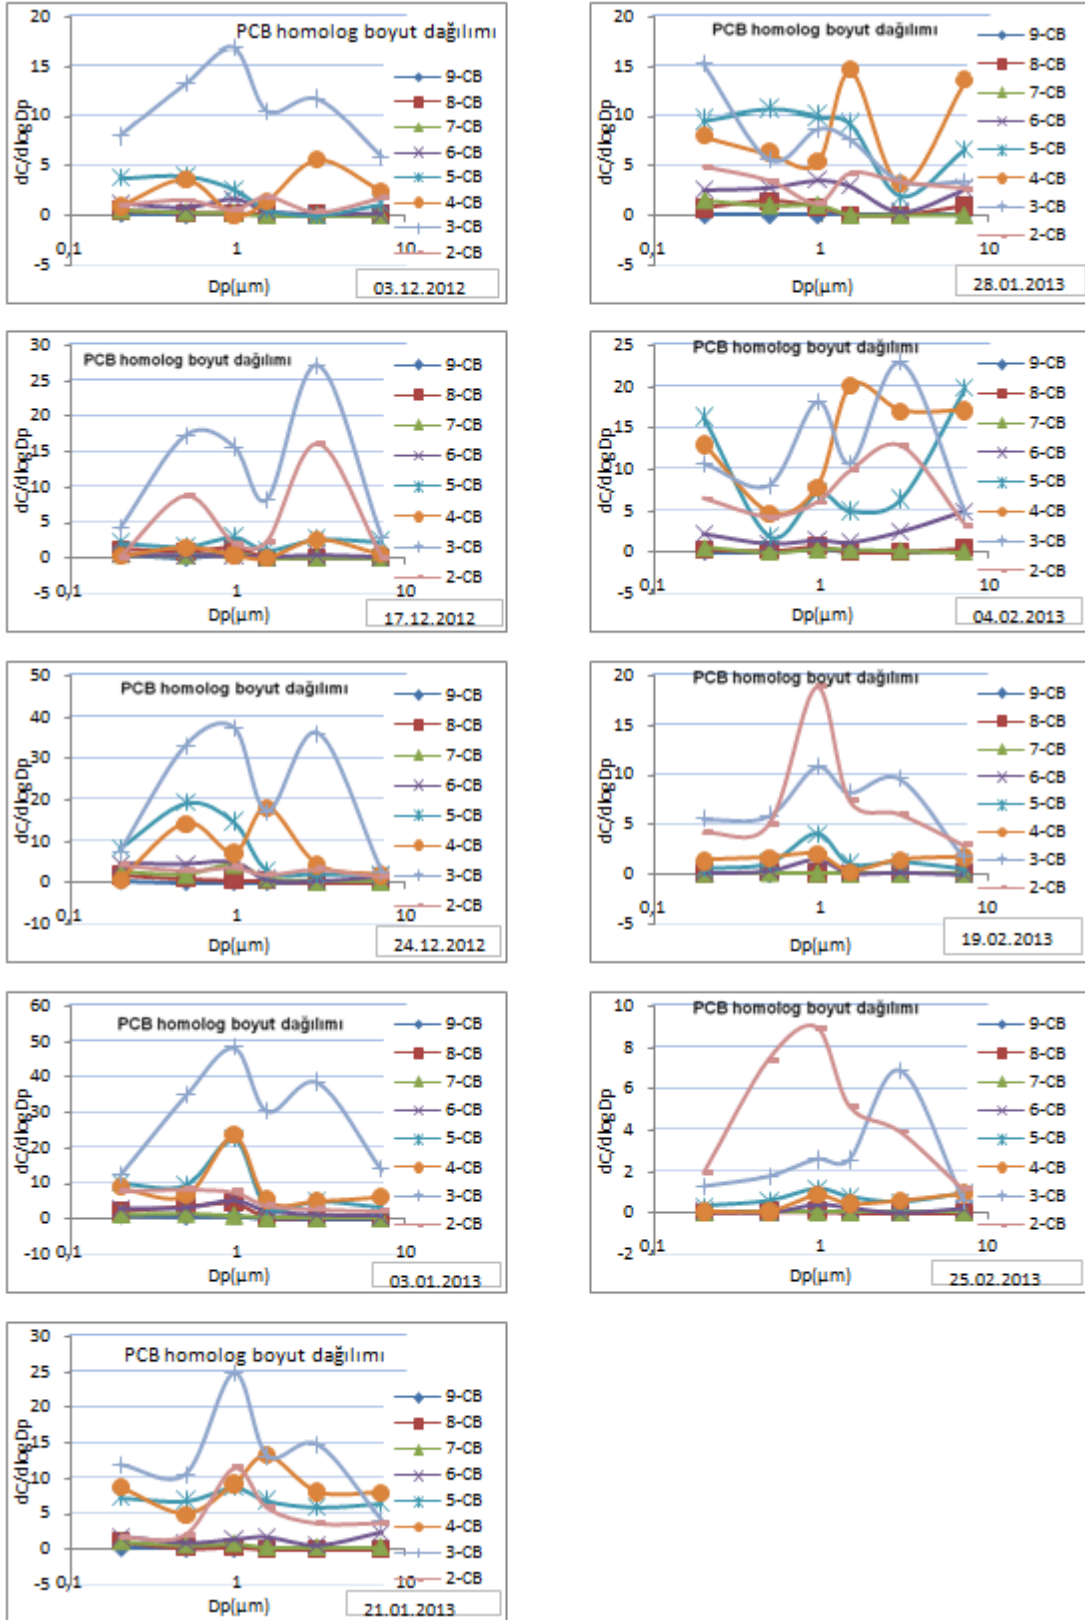 PCB homolog boyut dağılımı
20
15
10
5
0
-5
0,1
1
10
dC/dlogDp
Dp(µm)
9-CB
8-CB
7-CB
6-CB
5-CB
4-CB
3-CB
2-CB
03.12.2012
PCB homolog boyut dağılımı
20
15
10
5
0
-5
0,1
1
10
dC/dlogDp
Dp(µm)
9-CB
8-CB
7-CB
6-CB
5-CB
4-CB
3-CB
2-CB
28.01.2013
PCB homolog boyut dağılımı
30
25
20
15
10
5
0
-5
0,1
1
10
dC/dlogDp
Dp(µm)
9-CB
8-CB
7-CB
6-CB
5-CB
4-CB
3-CB
2-CB
17.12.2012
PCB homolog boyut dağılımı
25
20
15
10
5
0
-5
0,1
1
10
dC/dlogDp
Dp(µm)
9-CB
8-CB
7-CB
6-CB
5-CB
4-CB
3-CB
2-CB
04.02.2013
PCB homolog boyut dağılımı
50
40
30
20
10
0
-10
0,1
1
10
dC/dlogDp
Dp(µm)
9-CB
8-CB
7-CB
6-CB
5-CB
4-CB
3-CB
2-CB
24.12.2012
PCB homolog boyut dağılımı
20
15
10
5
0
-5
0,1
1
10
dC/dlogDp
Dp(µm)
9-CB
8-CB
7-CB
6-CB
5-CB
4-CB
3-CB
2-CB
19.02.2013
PCB homolog boyut dağılımı
60
50
40
30
20
10
0
-10
0,1
1
10
dC/dlogDp
Dp(µm)
9-CB
8-CB
7-CB
6-CB
5-CB
4-CB
3-CB
2-CB
03.01.2013
PCB homolog boyut dağılımı
10
8
6
4
2
0
-2
0,1
1
10
dC/dlogDp
Dp(µm)
9-CB
8-CB
7-CB
6-CB
5-CB
4-CB
3-CB
2-CB
25.02.2013
PCB homolog boyut dağılımı
30
25
20
15
10
5
0
-5
0,1
1
10
dC/dlogDp
Dp(µm)
9-CB
8-CB
7-CB
6-CB
5-CB
4-CB
3-CB
2-CB
21.01.2013